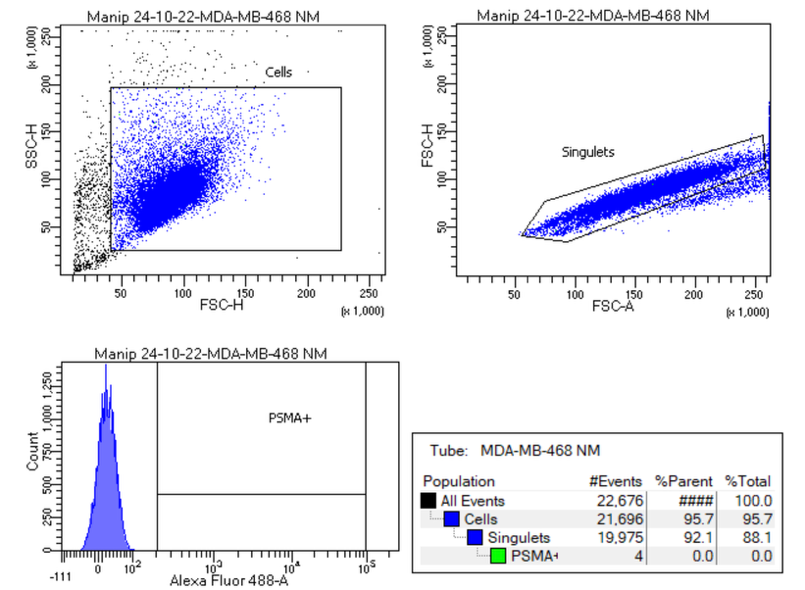 Manip 24-10-22-MDA-MB-468 NM
SSC-H
(x 1,000)
50 100 150 200 250
Cells
50 100 150 200 250
FSC-H
(x 1,000)
Manip 24-10-22-MDA-MB-468 NM
FSC-H
(x 1,000)
50 100 150 200 250
Singulets
50 100 150 200 250
FSC-A
(x 1,000)
Manip 24-10-22-MDA-MB-468 NM
Count
0 250 500 750 1,000 1,250
PSMA+
-111 0 10² 10³ 10⁴ 10⁵
Alexa Fluor 488-A
Tube: MDA-MB-468 NM
Population #Events %Parent %Total
All Events 22,676 #### 100.0
Cells 21,696 95.7 95.7
Singulets 19,975 92.1 88.1
PSMA+ 4 0.0 0.0